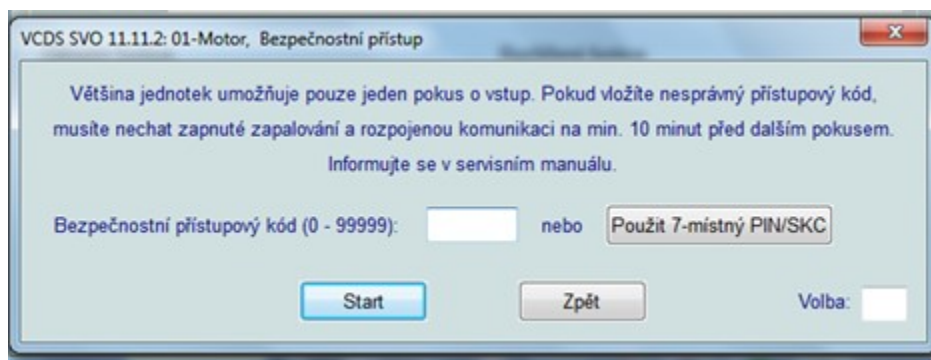 VCDS SVO 11.11.2: 01-Motor, Bezpečnostní přístup
Většina jednotek umožňuje pouze jeden pokus o vstup. Pokud vložíte nesprávný přístupový kód,
musíte nechat zapnuté zapalování a rozpojenou komunikaci na min. 10 minut před dalším pokusem.
Informujte se v servisním manuálu.
Bezpečnostní přístupový kód (0 - 99999): nebo Použit 7-místný PIN/SKC
Start Zpět Volba: